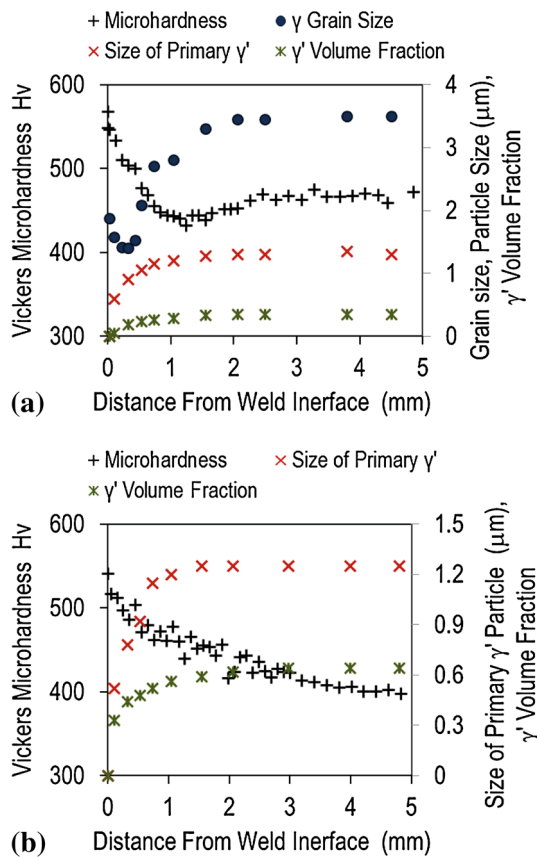 + Microhardness ● γ Grain Size
× Size of Primary γ' ӿ γ' Volume Fraction
600
500
400
300
4
3
2
1
0
Vickers Microhardness Hv
Grain size, Particle Size (μm),
γ' Volume Fraction
0 1 2 3 4 5
(a) Distance From Weld Inerface (mm)
+ Microhardness × Size of Primary γ'
ӿ γ' Volume Fraction
600
500
400
300
1.5
1.2
0.9
0.6
0.3
0
Vickers Microhardness Hv
Size of Primary γ' Particle (μm),
γ' Volume Fraction
0 1 2 3 4 5
(b) Distance From Weld Inerface (mm)